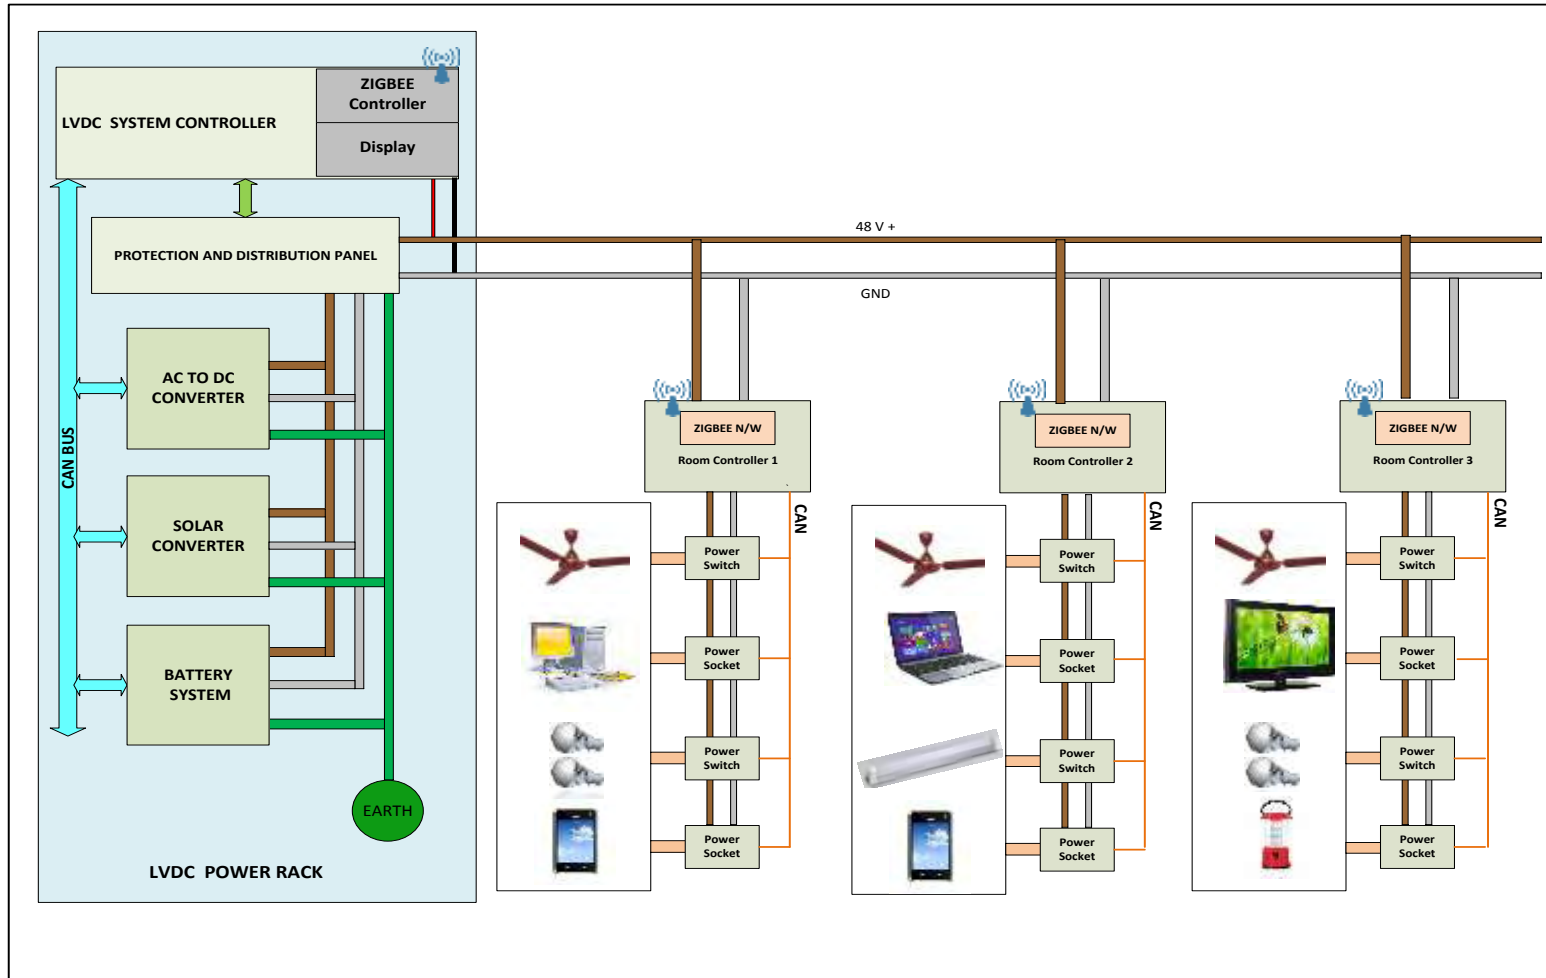 ZIGBEE
Controller
LVDC SYSTEM CONTROLLER
Display
PROTECTION AND DISTRIBUTION PANEL
48 V +
GND
AC TO DC
CONVERTER
CAN BUS
SOLAR
CONVERTER
BATTERY
SYSTEM
EARTH
LVDC POWER RACK
ZIGBEE N/W
Room Controller 1
CAN
Power
Switch
Power
Socket
Power
Switch
Power
Socket
ZIGBEE N/W
Room Controller 2
CAN
Power
Switch
Power
Socket
Power
Switch
Power
Socket
ZIGBEE N/W
Room Controller 3
CAN
Power
Switch
Power
Socket
Power
Switch
Power
Socket